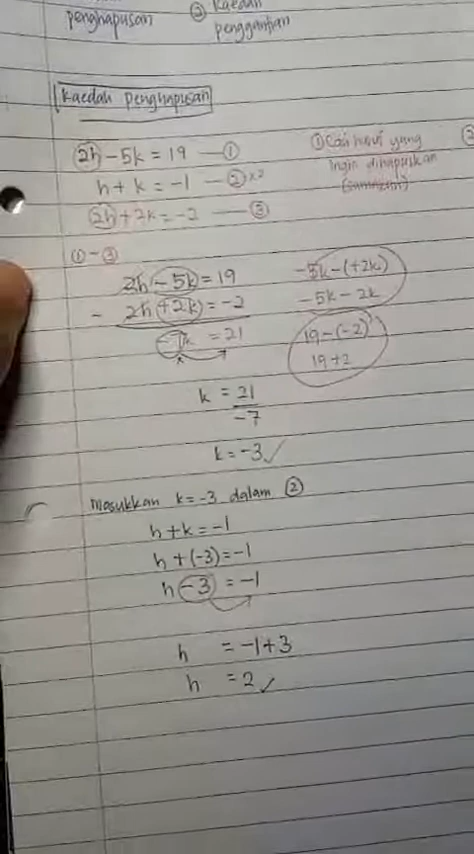 penghapusan ② Kaedah penggantian
Kaedah Penghapusan
2h - 5k = 19 — ①
h + k = -1 — ② ×2
2h + 2k = -2 — ③
① Cari huruf yang
ingin dihapuskan
① - ③
2h - 5k = 19
- 2h + 2k) = -2
-7k = 21
-5k - (+2k)
-5k - 2k
19 - (-2)
19 + 2
k = 21
-7
k = -3 ✓
Masukkan k = -3 dalam ②
h + k = -1
h + (-3) = -1
h - 3 = -1
h = -1 + 3
h = 2 ✓